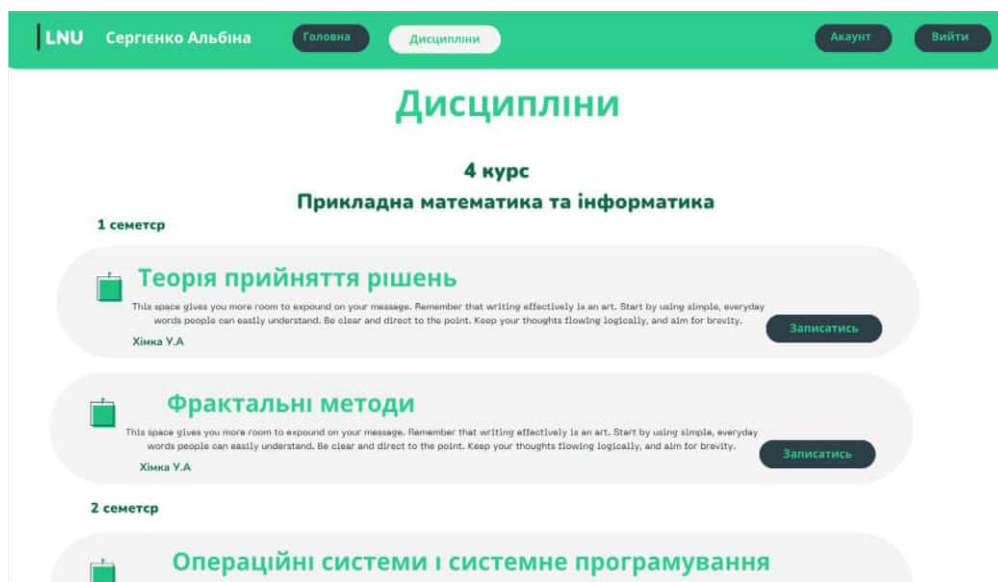 LNU Сергієнко Альбіна Головна Дисципліни Акаунт Вийти
Дисципліни
4 курс
Прикладна математика та інформатика
1 семетср
Теорія прийняття рішень
This space gives you more room to expound on your message. Remember that writing effectively is an art. Start by using simple, everyday
words people can easily understand. Be clear and direct to the point. Keep your thoughts flowing logically, and aim for brevity.
Записатись
Хімка У.А
Фрактальні методи
This space gives you more room to expound on your message. Remember that writing effectively is an art. Start by using simple, everyday
words people can easily understand. Be clear and direct to the point. Keep your thoughts flowing logically, and aim for brevity.
Записатись
Хімка У.А
2 семетср
Операційні системи і системне програмування